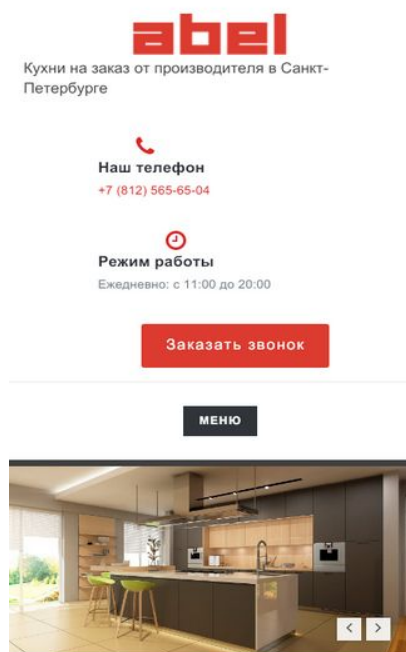 abel
Кухни на заказ от производителя в Санкт-
Петербурге
Наш телефон
+7 (812) 565-65-04
Режим работы
Ежедневно: с 11:00 до 20:00
Заказать звонок
МЕНЮ